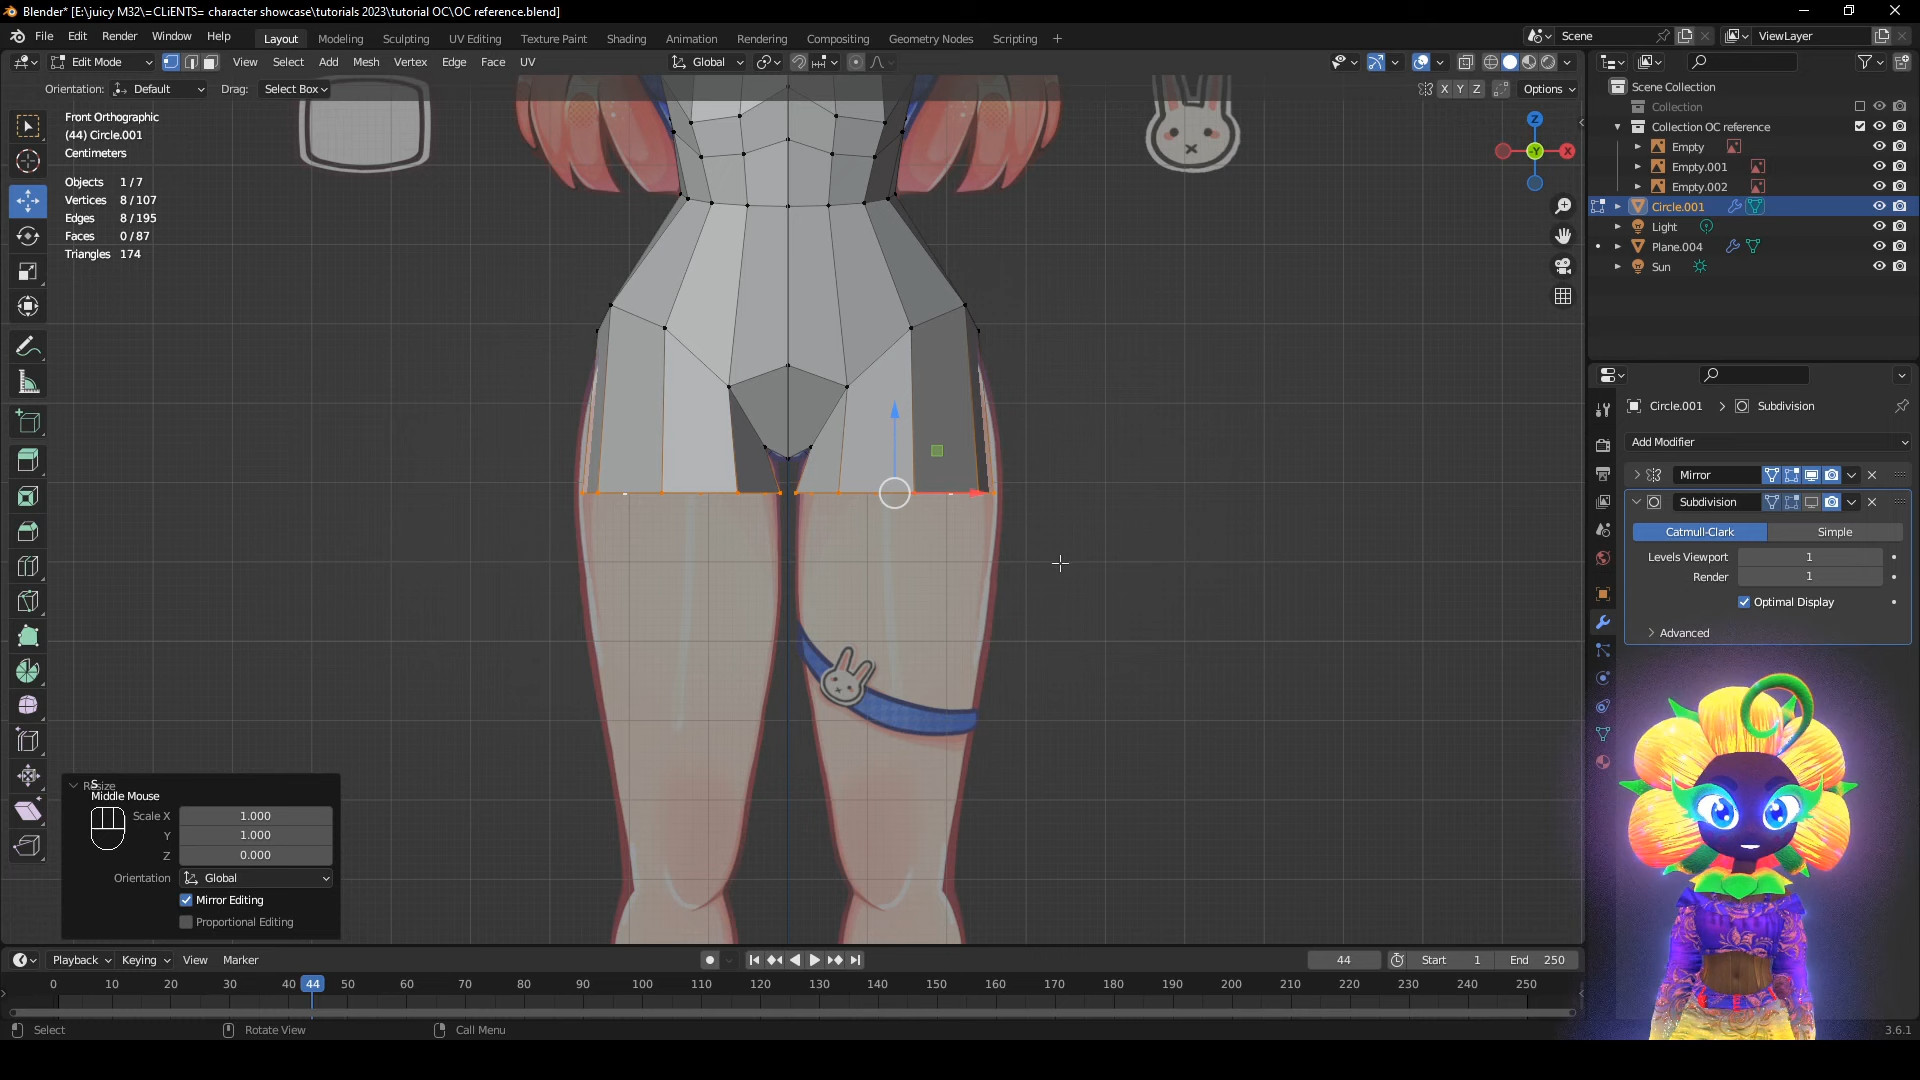 Blender* [E:\juicy M32\=CLiENTS= character showcase\tutorials 2023\tutorial OC\OC reference.blend]
File Edit Render Window Help Layout Modeling Sculpting UV Editing Texture Paint Shading Animation Rendering Compositing Geometry Nodes Scripting + Scene ViewLayer
Edit Mode View Select Add Mesh Vertex Edge Face UV Global
Orientation: Default Drag: Select Box X Y Z Options
Front Orthographic
(44) Circle.001
Centimeters
Objects 1/7
Vertices 8/107
Edges 8/195
Faces 0/87
Triangles 174
Z
-Y
X
Scene Collection
Collection
Collection OC reference
Empty
Empty.001
Empty.002
Circle.001
Light
Plane.004
Sun
Circle.001 > Subdivision
Add Modifier
Mirror
Subdivision
Catmull-Clark Simple
Levels Viewport 1
Render 1
Optimal Display
Advanced
S
Middle Mouse
Scale X 1.000
Y 1.000
Z 0.000
Orientation Global
Mirror Editing
Proportional Editing
Playback Keying View Marker 44 Start 1 End 250
0 10 20 30 40 44 50 60 70 80 90 100 110 120 130 140 150 160 170 180 190 200 210 220 230 240 250
Select Rotate View Call Menu 3.6.1